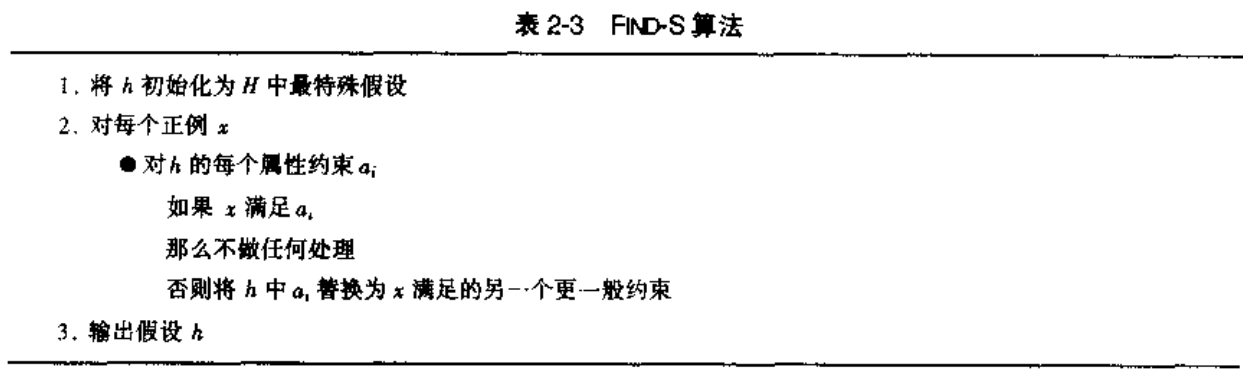 表 2-3 FIND-S 算法
1. 将 h 初始化为 H 中最特殊假设
2. 对每个正例 x
● 对 h 的每个属性约束 aᵢ
如果 x 满足 aᵢ
那么不做任何处理
否则将 h 中 aᵢ 替换为 x 满足的另一个更一般约束
3. 输出假设 h